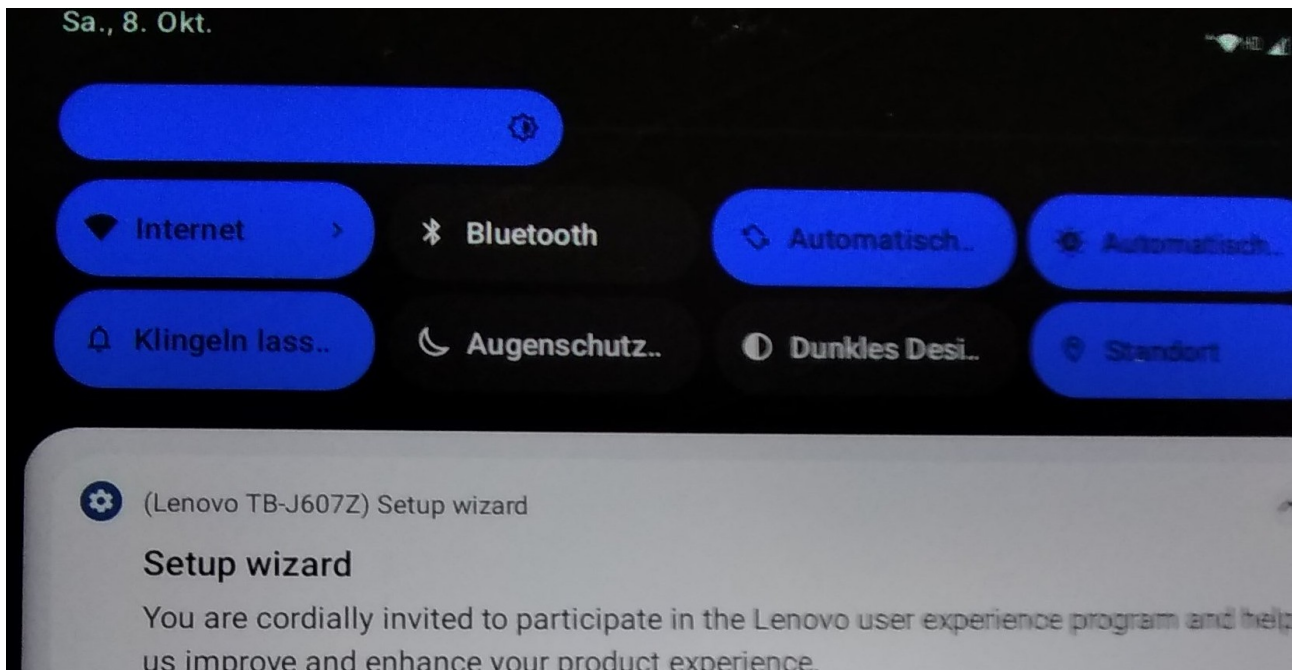 Sa., 8. Okt.
Internet
Bluetooth
Automatisch..
Automatisch..
Klingeln lass..
Augenschutz..
Dunkles Desi..
Standort
(Lenovo TB-J607Z) Setup wizard
Setup wizard
You are cordially invited to participate in the Lenovo user experience program and help
us improve and enhance your product experience.